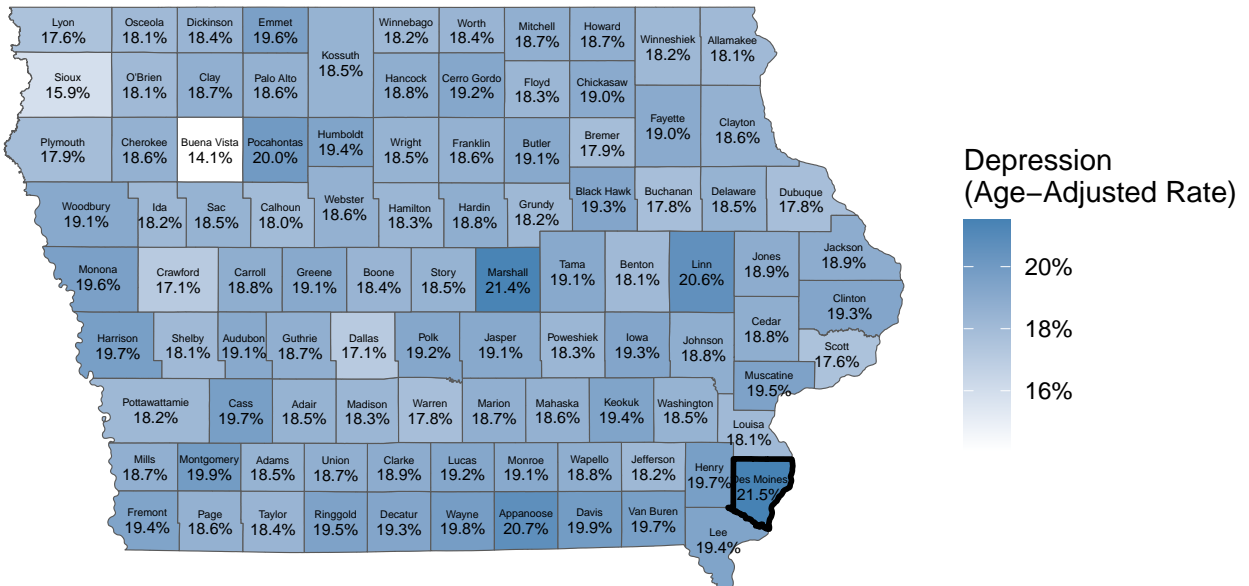 Lyon
17.6%
Osceola
18.1%
Dickinson
18.4%
Emmet
19.6%
Kossuth
18.5%
Winnebago
18.2%
Worth
18.4%
Mitchell
18.7%
Howard
18.7%
Winneshiek
18.2%
Allamakee
18.1%
Sioux
15.9%
O'Brien
18.1%
Clay
18.7%
Palo Alto
18.6%
Hancock
18.8%
Cerro Gordo
19.2%
Floyd
18.3%
Chickasaw
19.0%
Fayette
19.0%
Clayton
18.6%
Plymouth
17.9%
Cherokee
18.6%
Buena Vista
14.1%
Pocahontas
20.0%
Humboldt
19.4%
Wright
18.5%
Franklin
18.6%
Butler
19.1%
Bremer
17.9%
Woodbury
19.1%
Ida
18.2%
Sac
18.5%
Calhoun
18.0%
Webster
18.6%
Hamilton
18.3%
Hardin
18.8%
Grundy
18.2%
Black Hawk
19.3%
Buchanan
17.8%
Delaware
18.5%
Dubuque
17.8%
Monona
19.6%
Crawford
17.1%
Carroll
18.8%
Greene
19.1%
Boone
18.4%
Story
18.5%
Marshall
21.4%
Tama
19.1%
Benton
18.1%
Linn
20.6%
Jones
18.9%
Jackson
18.9%
Clinton
19.3%
Harrison
19.7%
Shelby
18.1%
Audubon
19.1%
Guthrie
18.7%
Dallas
17.1%
Polk
19.2%
Jasper
19.1%
Poweshiek
18.3%
Iowa
19.3%
Johnson
18.8%
Cedar
18.8%
Scott
17.6%
Muscatine
19.5%
Pottawattamie
18.2%
Cass
19.7%
Adair
18.5%
Madison
18.3%
Warren
17.8%
Marion
18.7%
Mahaska
18.6%
Keokuk
19.4%
Washington
18.5%
Louisa
18.1%
Mills
18.7%
Montgomery
19.9%
Adams
18.5%
Union
18.7%
Clarke
18.9%
Lucas
19.2%
Monroe
19.1%
Wapello
18.8%
Jefferson
18.2%
Henry
19.7%
Des Moines
21.5%
Fremont
19.4%
Page
18.6%
Taylor
18.4%
Ringgold
19.5%
Decatur
19.3%
Wayne
19.8%
Appanoose
20.7%
Davis
19.9%
Van Buren
19.7%
Lee
19.4%
Depression
(Age−Adjusted Rate)
20%
18%
16%